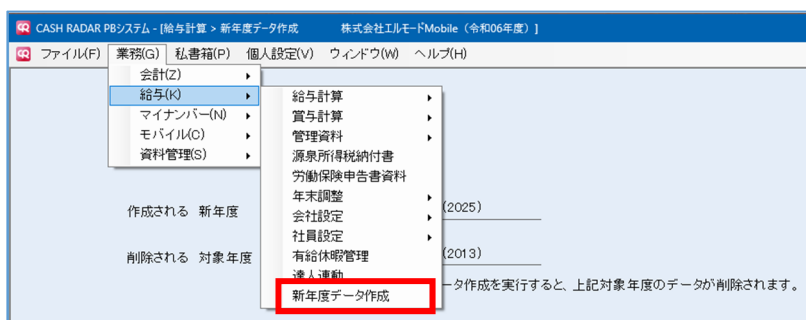 CASH RADAR PBシステム - [給与計算 > 新年度データ作成 株式会社エルモードMobile（令和06年度）]
ファイル(F) 業務(G) 私書箱(P) 個人設定(V) ウィンドウ(W) ヘルプ(H)
会計(Z)
給与(K)
マイナンバー(N)
モバイル(C)
資料管理(S)
給与計算
賞与計算
管理資料
源泉所得税納付書
労働保険申告書資料
年末調整
会社設定
社員設定
有給休暇管理
達人連動
新年度データ作成
作成される 新年度 (2025)
削除される 対象年度 (2013)
ータ作成を実行すると、上記対象年度のデータが削除されます。